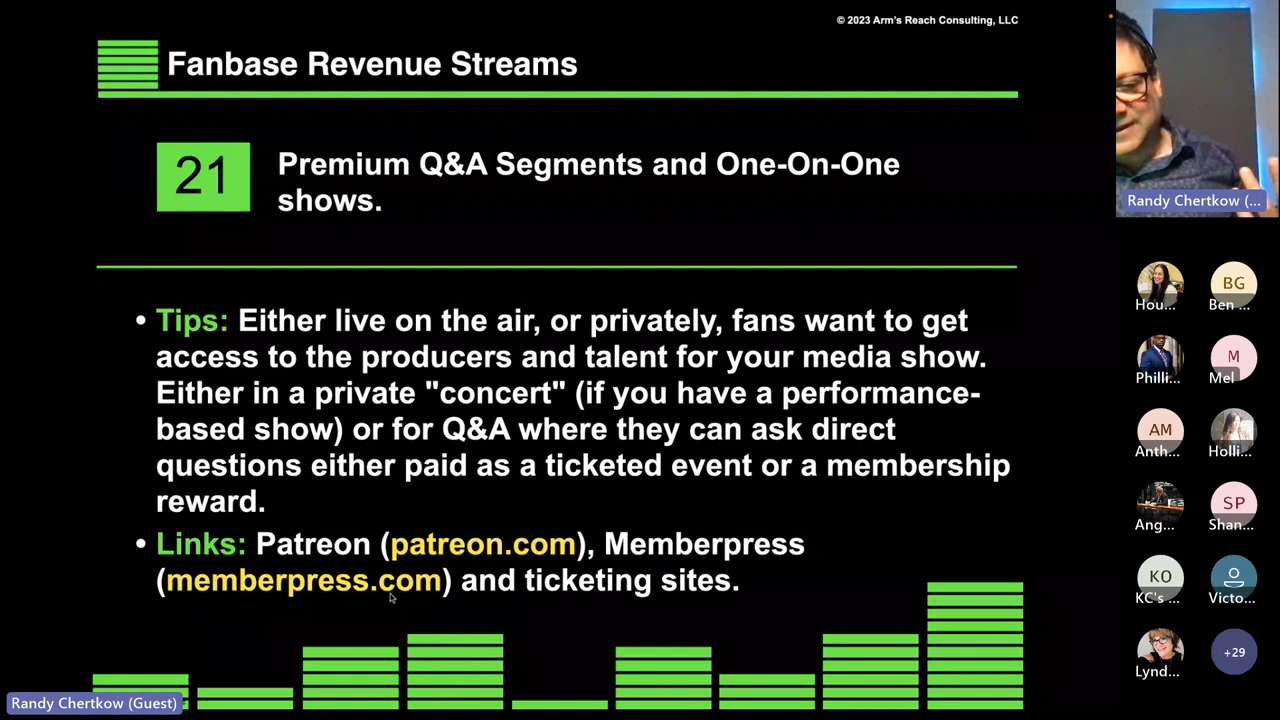 © 2023 Arm's Reach Consulting, LLC
Fanbase Revenue Streams
21
Premium Q&A Segments and One-On-One
shows.
• Tips: Either live on the air, or privately, fans want to get
access to the producers and talent for your media show.
Either in a private "concert" (if you have a performance-
based show) or for Q&A where they can ask direct
questions either paid as a ticketed event or a membership
reward.
• Links: Patreon (patreon.com), Memberpress
(memberpress.com) and ticketing sites.
Randy Chertkow (Guest)
Randy Chertkow (...
Hou...
BG
Ben ...
Philli...
M
Mel
AM
Anth...
Holli...
Ang...
SP
Shan...
KO
KC's ...
Victo...
Lynd...
+29